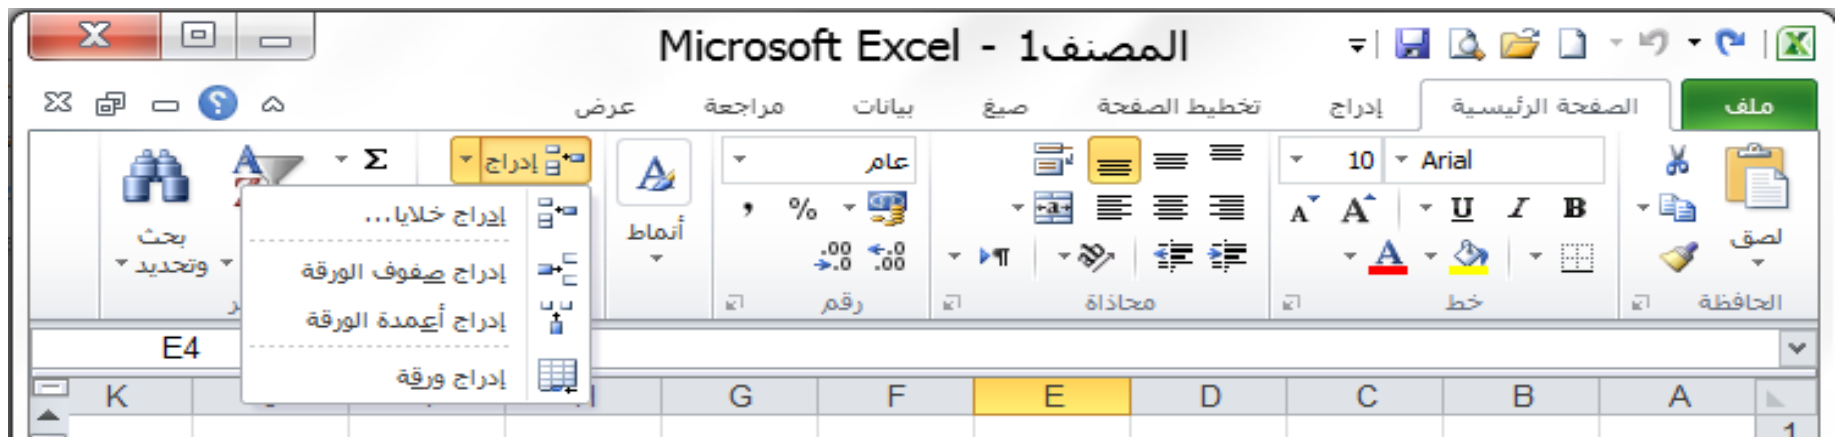 المصنف1 - Microsoft Excel
ملف الصفحة الرئيسية إدراج تخطيط الصفحة صيغ بيانات مراجعة عرض
Arial 10 عام إدراج Σ
لصق B I U A A % , أنماط بحث وتحديد
إدراج خلايا...
إدراج صفوف الورقة
إدراج أعمدة الورقة
إدراج ورقة
الحافظة خط محاذاة رقم
E4
A B C D E F G H K
1